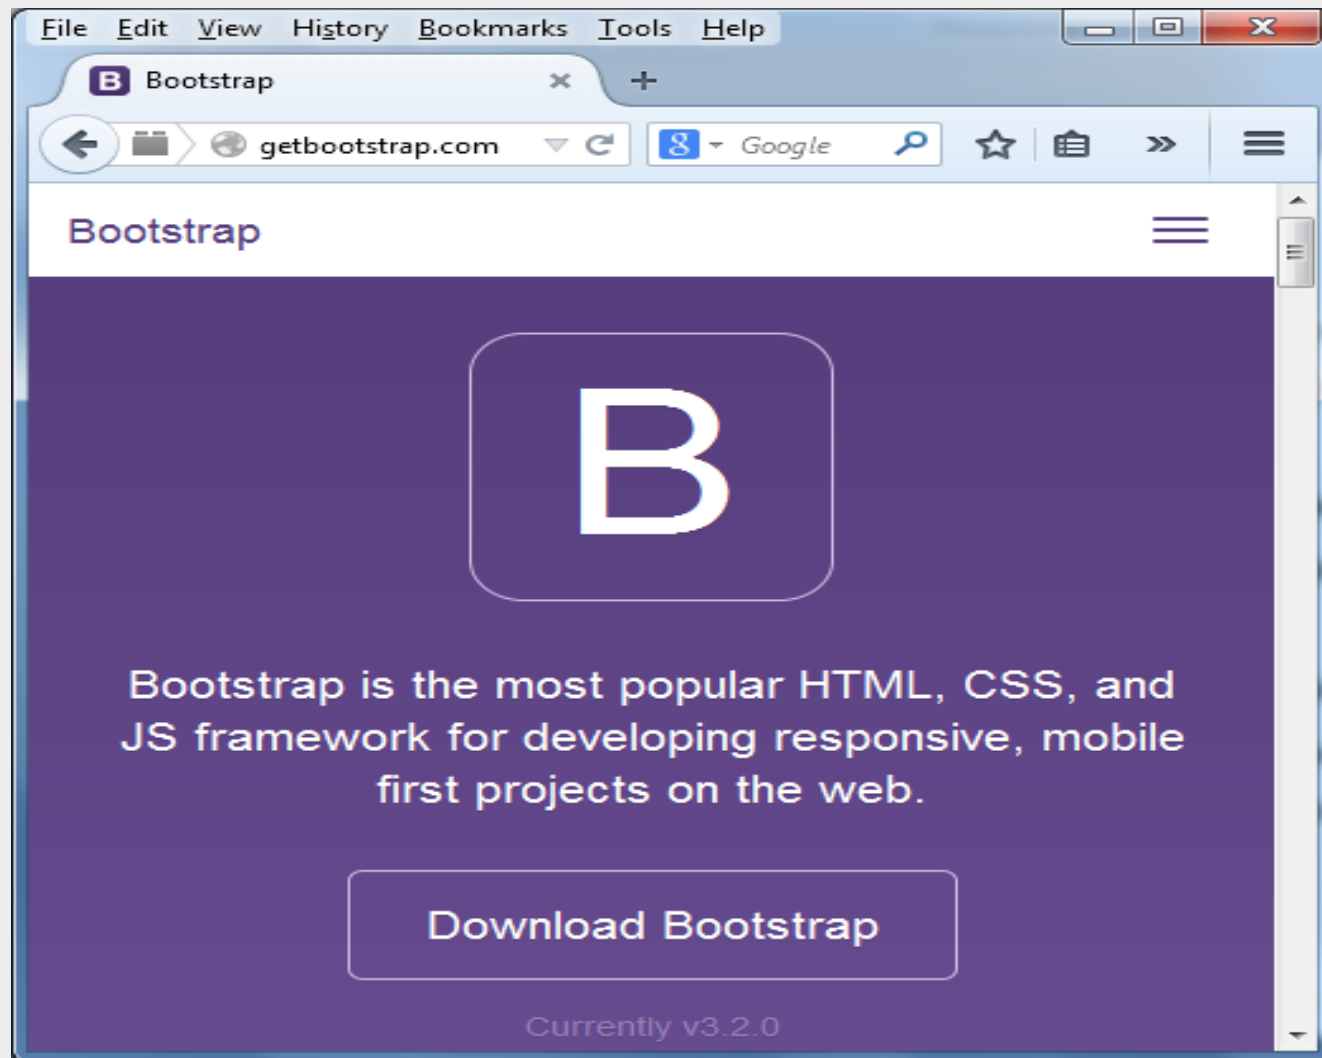 File Edit View History Bookmarks Tools Help
B Bootstrap
getbootstrap.com 8 Google
Bootstrap
B
Bootstrap is the most popular HTML, CSS, and
JS framework for developing responsive, mobile
first projects on the web.
Download Bootstrap
Currently v3.2.0